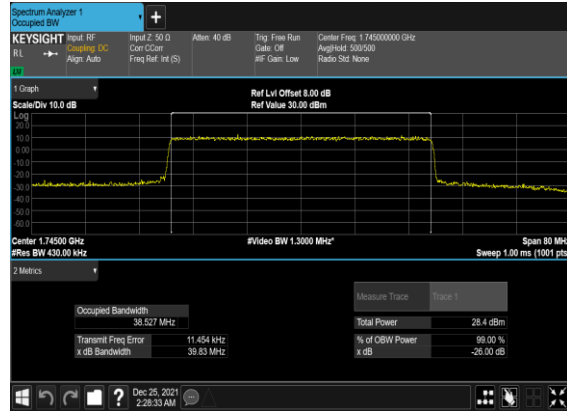 Spectrum Analyzer 1
Occupied BW
KEYSIGHT
RL
Input: RF
Coupling: DC
Align: Auto
Input Z: 50 Ω
Corr CCorr
Freq Ref: Int (S)
Atten: 40 dB
Trig: Free Run
Gate: Off
#IF Gain: Low
Center Freq: 1.745000000 GHz
Avg|Hold: 500/500
Radio Std: None
1 Graph
Scale/Div 10.0 dB
Ref Lvl Offset 8.00 dB
Ref Value 30.00 dBm
Log
20.0
10.0
0.00
-10.0
-20.0
-30.0
-40.0
-50.0
-60.0
Center 1.74500 GHz
#Res BW 430.00 kHz
#Video BW 1.3000 MHz*
Span 80 MHz
Sweep 1.00 ms (1001 pts
2 Metrics
Measure Trace
Trace 1
Occupied Bandwidth
38.527 MHz
Total Power
28.4 dBm
Transmit Freq Error
11.454 kHz
% of OBW Power
99.00 %
x dB Bandwidth
39.83 MHz
x dB
-26.00 dB
Dec 25, 2021
2:28:33 AM